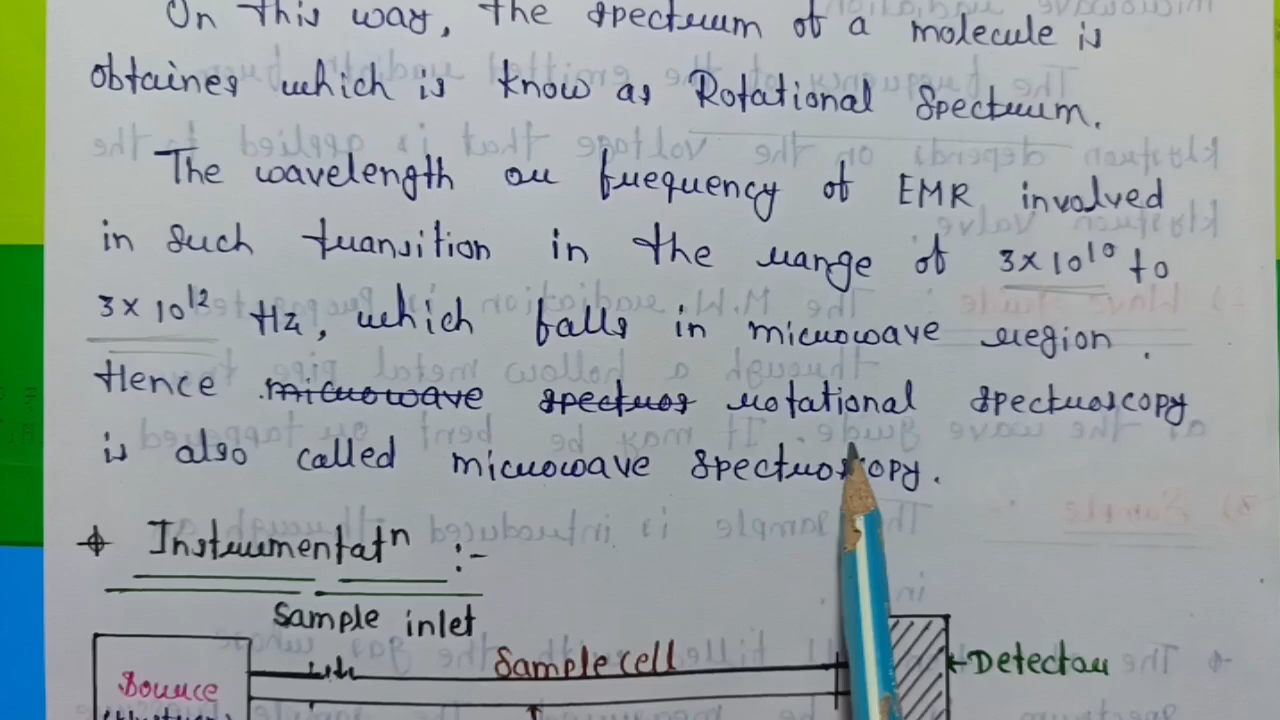 On this way, the spectrum of a molecule is
obtaines which is know as Rotational Spectrum.
The wavelength or frequency of EMR involved
in such transition in the range of 3×10¹⁰ to
3×10¹² Hz, which falls in microwave region.
Hence microwave spectros rotational spectroscopy
is also called microwave spectroscopy.
Instrumentatⁿ :-
Sample inlet
Sample cell
Detector
Source